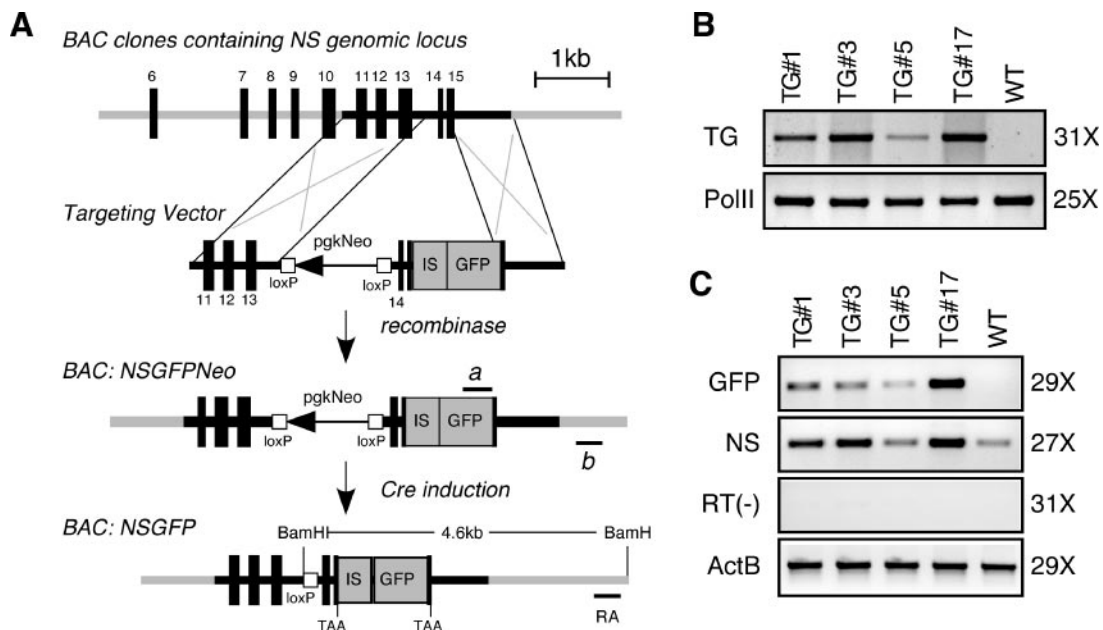 A
BAC clones containing NS genomic locus
1kb
6 7 8 9 10 11 12 13 14 15
Targeting Vector
pgkNeo
IS GFP
loxP loxP
11 12 13 14
recombinase
BAC: NSGFPNeo
a
pgkNeo
IS GFP
loxP loxP
b
Cre induction
BAC: NSGFP
BamHI 4.6kb BamH
IS GFP
loxP
TAA TAA RA
B
TG#1 TG#3 TG#5 TG#17 WT
TG 31X
PolII 25X
C
TG#1 TG#3 TG#5 TG#17 WT
GFP 29X
NS 27X
RT(-) 31X
ActB 29X